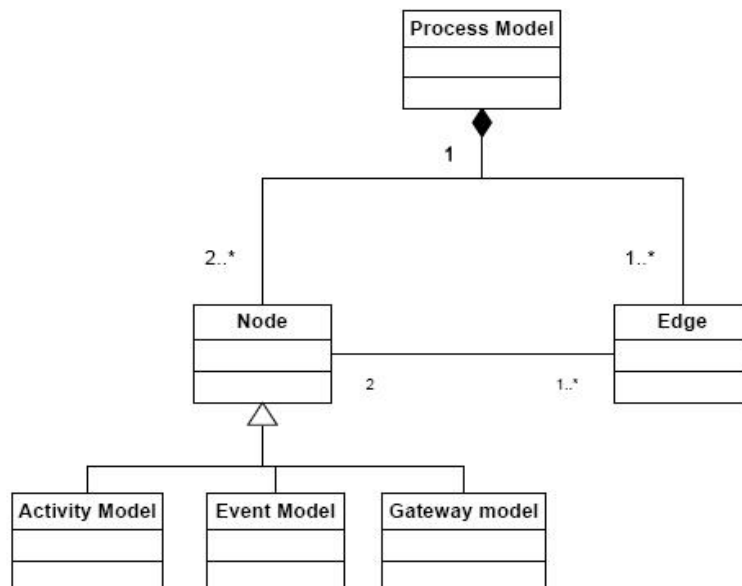 Process Model
1
2..*
1..*
Node
Edge
2
1..*
Activity Model
Event Model
Gateway model